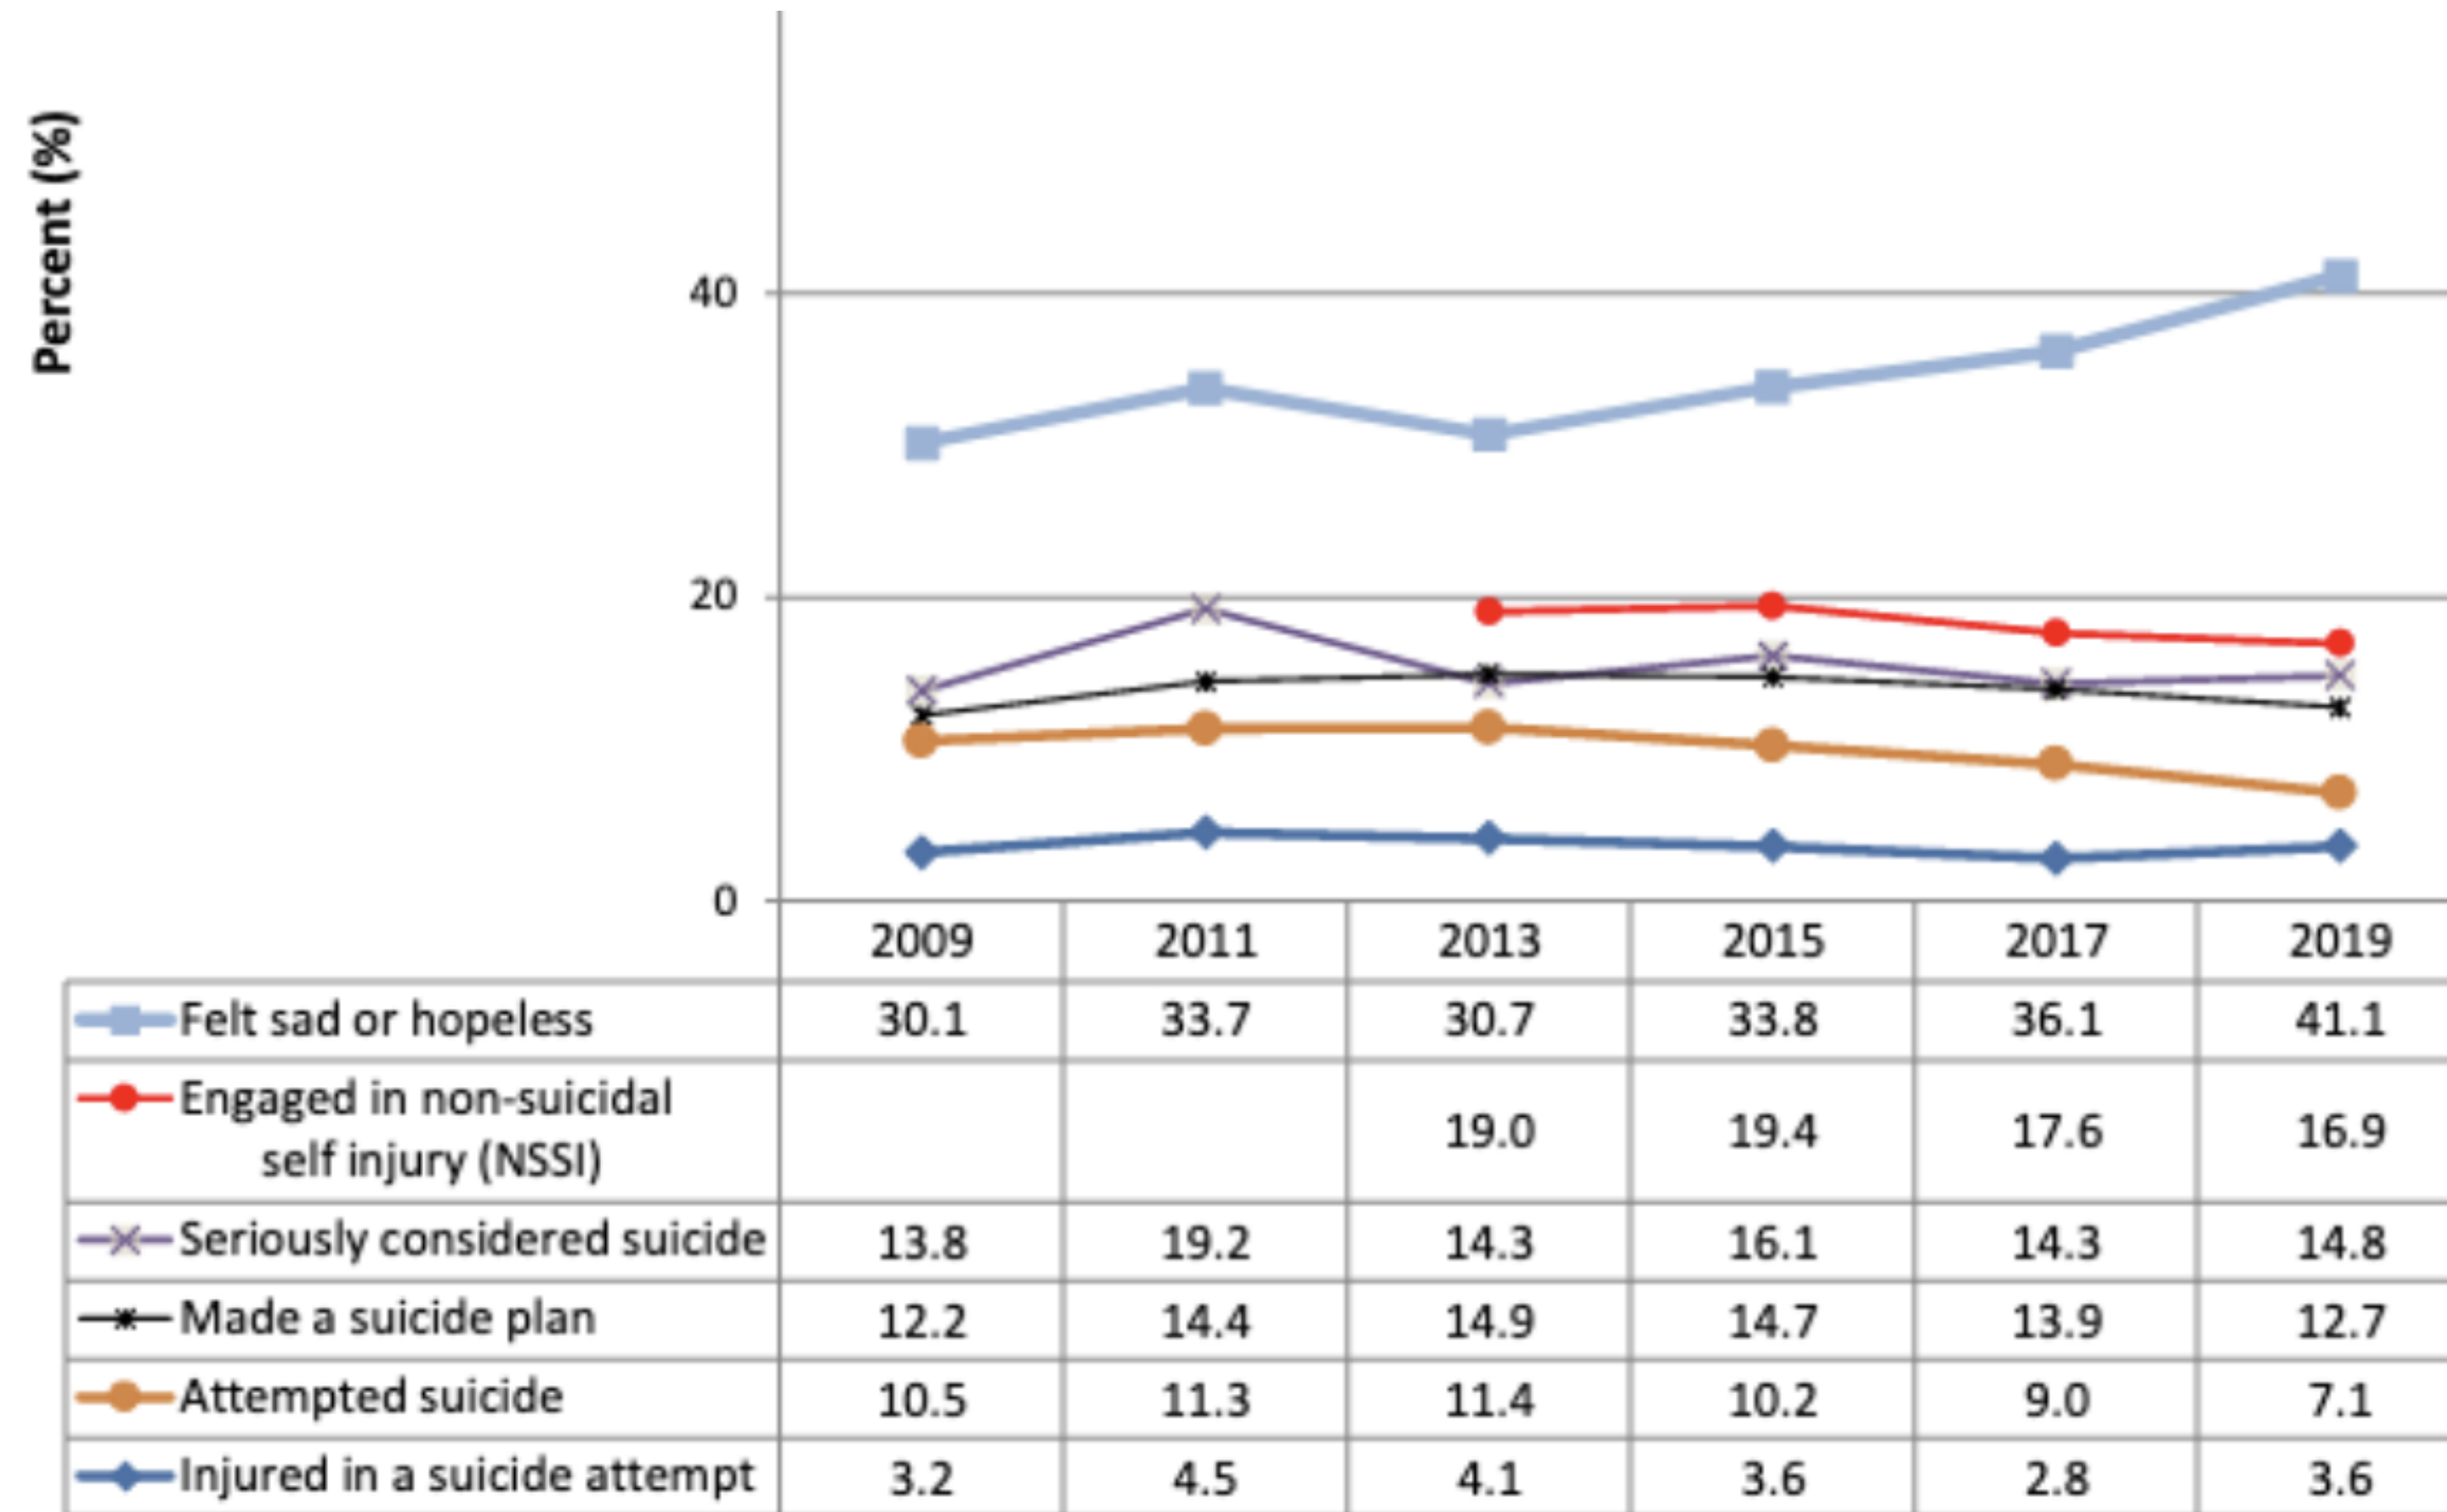 Percent (%)
40
20
0
2009 2011 2013 2015 2017 2019
Felt sad or hopeless 30.1 33.7 30.7 33.8 36.1 41.1
Engaged in non-suicidal
self injury (NSSI) 19.0 19.4 17.6 16.9
Seriously considered suicide 13.8 19.2 14.3 16.1 14.3 14.8
Made a suicide plan 12.2 14.4 14.9 14.7 13.9 12.7
Attempted suicide 10.5 11.3 11.4 10.2 9.0 7.1
Injured in a suicide attempt 3.2 4.5 4.1 3.6 2.8 3.6